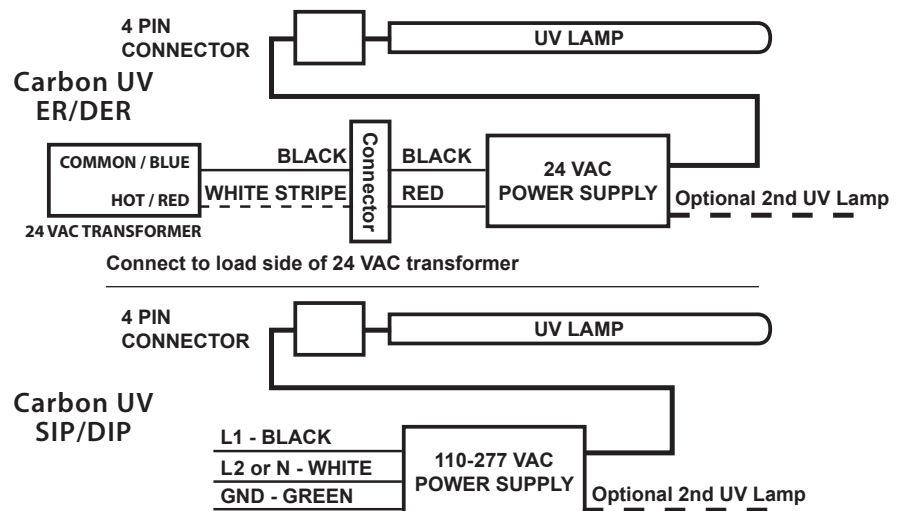 4 PIN
CONNECTOR
UV LAMP
Carbon UV
ER/DER
COMMON / BLUE
HOT / RED
24 VAC TRANSFORMER
BLACK
WHITE STRIPE
Connector
BLACK
RED
24 VAC
POWER SUPPLY
Optional 2nd UV Lamp
Connect to load side of 24 VAC transformer
4 PIN
CONNECTOR
UV LAMP
Carbon UV
SIP/DIP
L1 - BLACK
L2 or N - WHITE
GND - GREEN
110-277 VAC
POWER SUPPLY
Optional 2nd UV Lamp